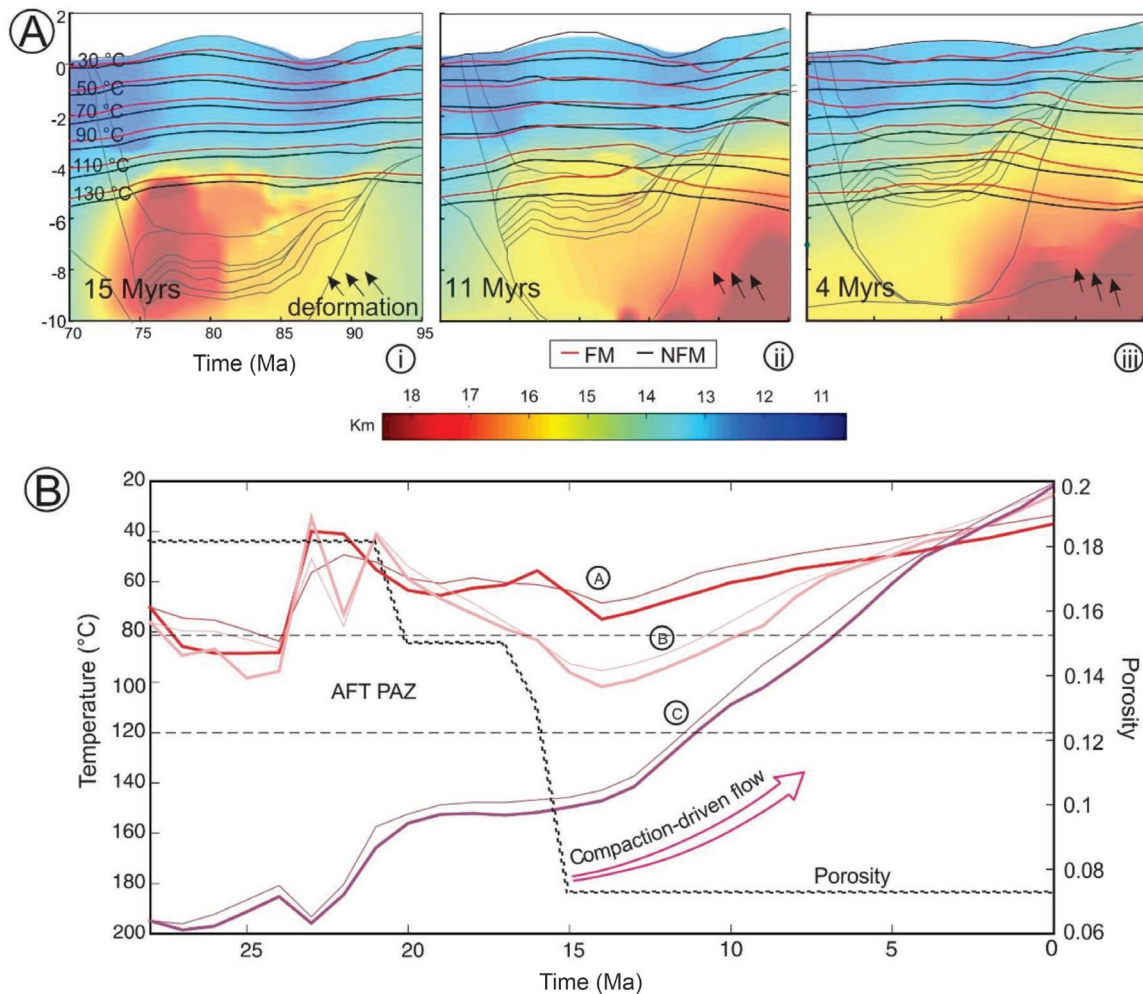 A
2
0
-2
-4
-6
-8
-10
30 °C
50 °C
70 °C
90 °C
110 °C
130 °C
15 Myrs
deformation
11 Myrs
4 Myrs
70 75 80 85 90 95
Time (Ma)
i
FM NFM
ii
iii
18 17 16 15 14 13 12 11
Km
B
20
40
60
80
100
120
140
160
180
200
Temperature (°C)
0.2
0.18
0.16
0.14
0.12
0.1
0.08
0.06
Porosity
A
B
AFT PAZ
C
Compaction-driven flow
Porosity
25 20 15 10 5 0
Time (Ma)